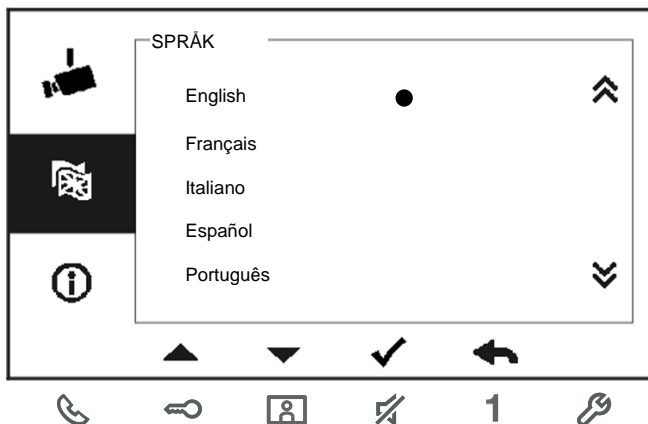 SPRÅK
English
Français
Italiano
Español
Português
1